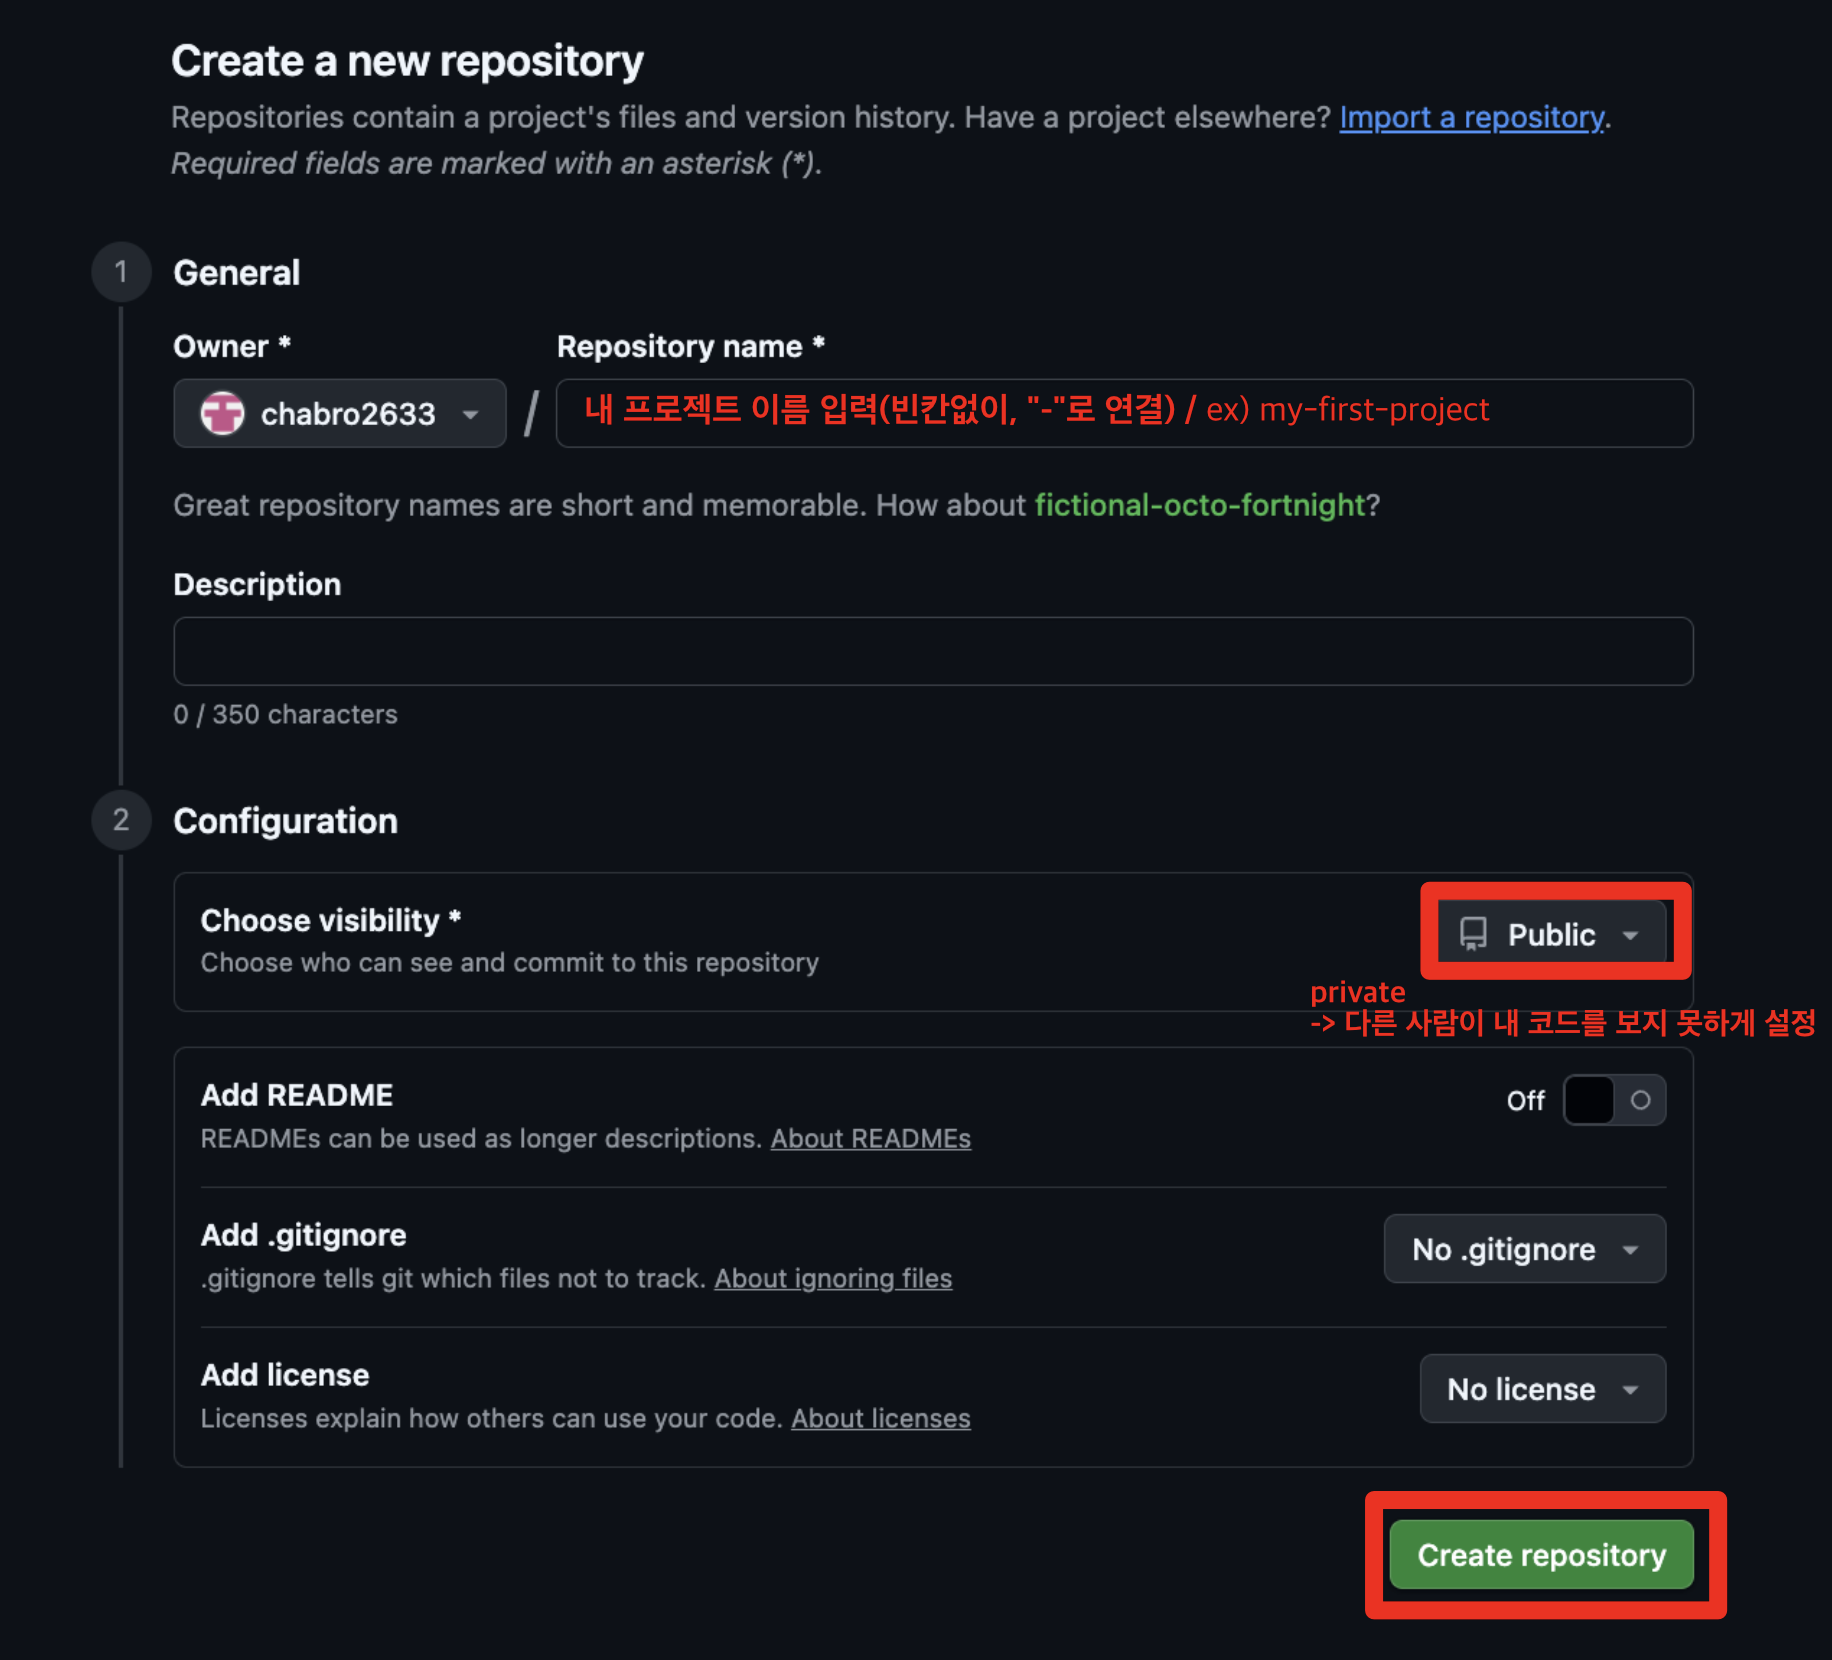 Create a new repository
Repositories contain a project's files and version history. Have a project elsewhere? Import a repository.
Required fields are marked with an asterisk (*).
1 General
Owner * Repository name *
chabro2633 / 내 프로젝트 이름 입력(빈칸없이, "-"로 연결) / ex) my-first-project
Great repository names are short and memorable. How about fictional-octo-fortnight?
Description
0 / 350 characters
2 Configuration
Choose visibility *
Choose who can see and commit to this repository
Public
private
-> 다른 사람이 내 코드를 보지 못하게 설정
Add README
READMEs can be used as longer descriptions. About READMEs
Off
Add .gitignore
.gitignore tells git which files not to track. About ignoring files
No .gitignore
Add license
Licenses explain how others can use your code. About licenses
No license
Create repository